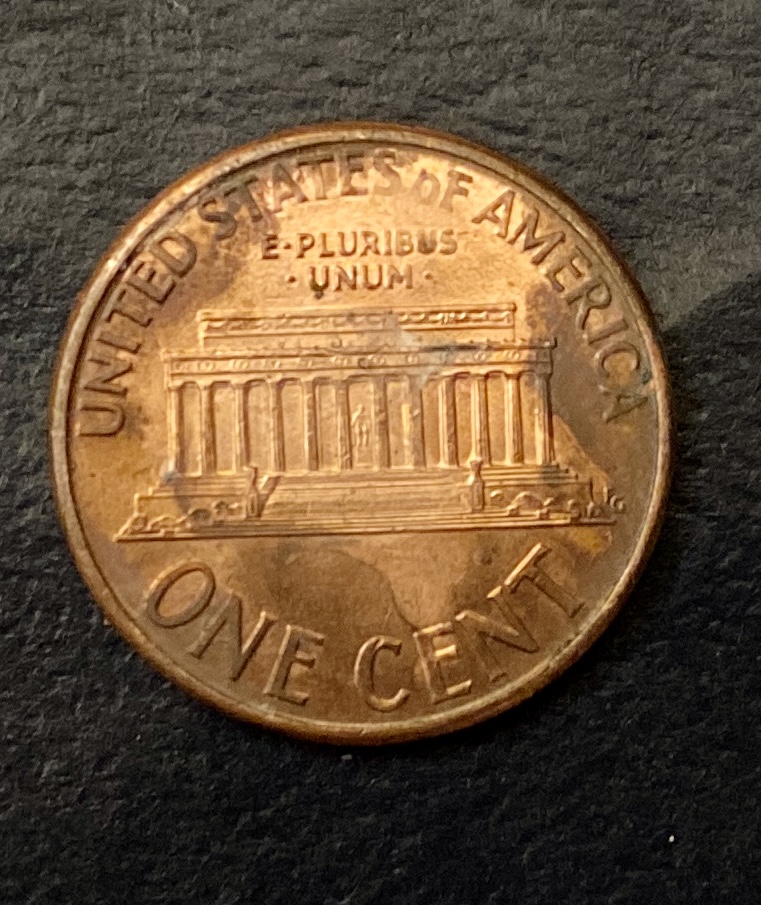 UNITED STATES oF AMERICA
E·PLURIBUS
·UNUM·
ONE CENT